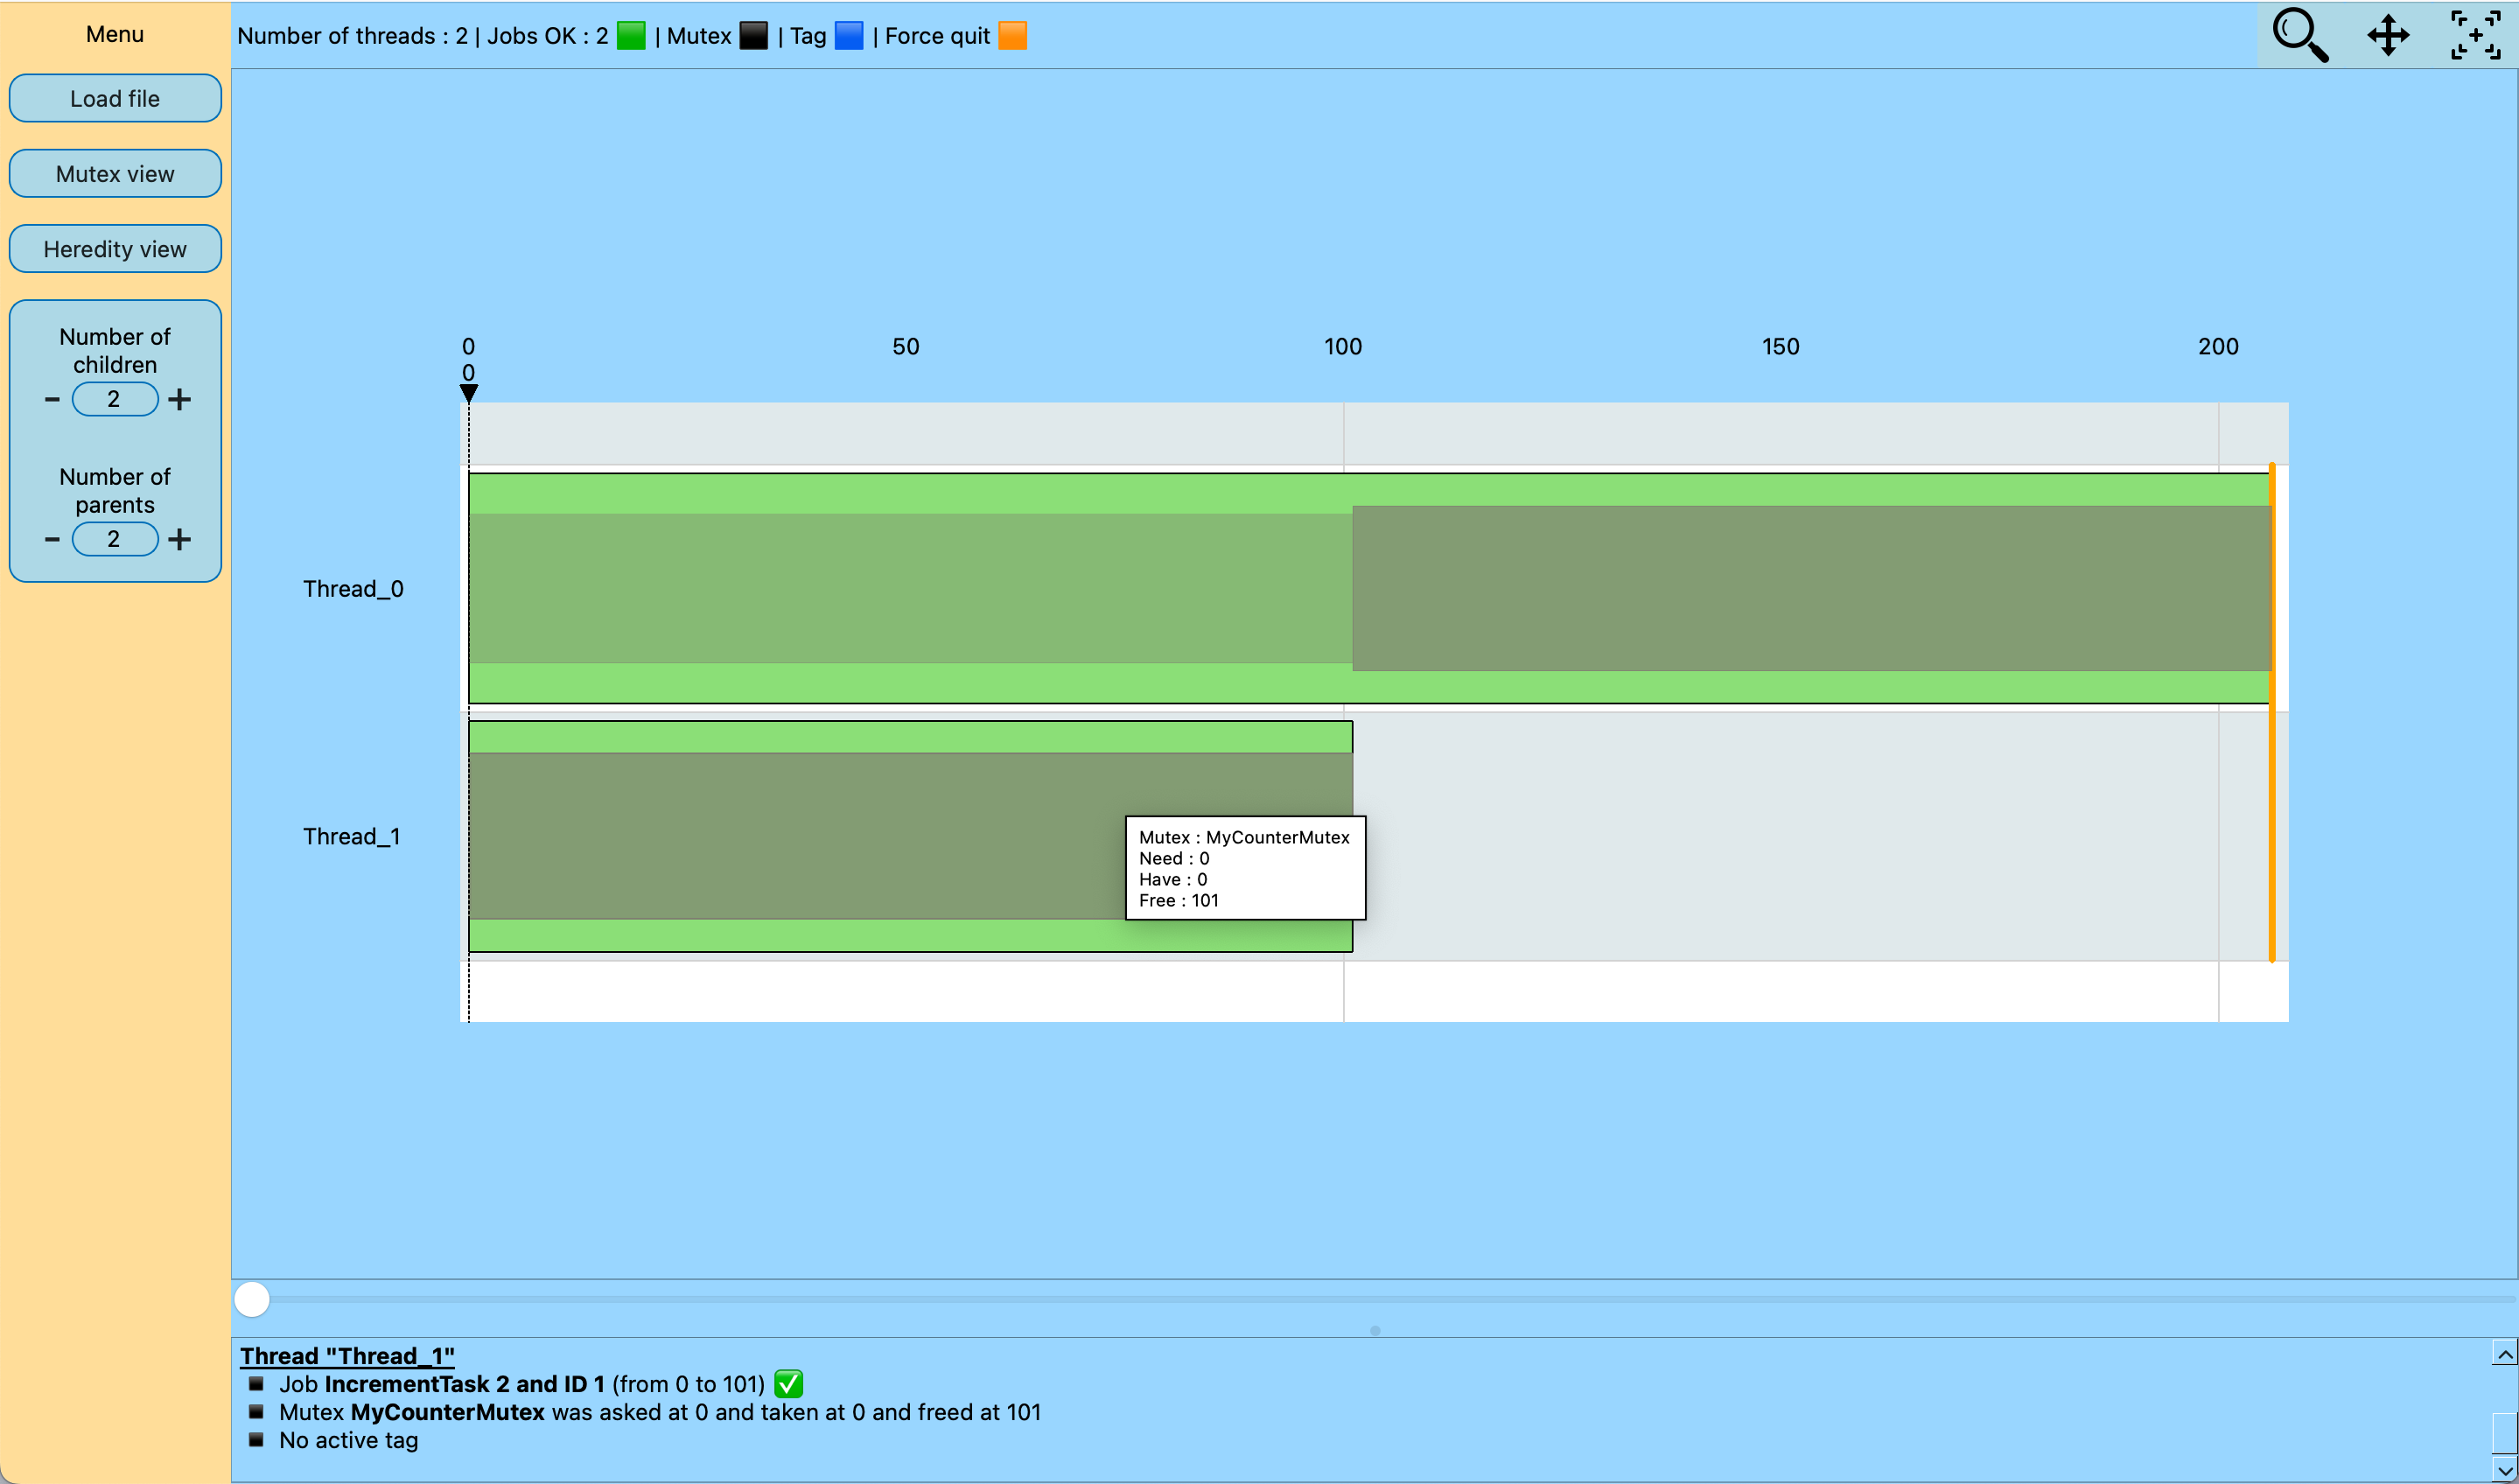 Menu
Load file
Mutex view
Heredity view
Number of
children
- 2 +
Number of
parents
- 2 +
Number of threads : 2 | Jobs OK : 2 | Mutex | Tag | Force quit
0 50 100 150 200
0
Thread_0
Thread_1
Mutex : MyCounterMutex
Need : 0
Have : 0
Free : 101
Thread "Thread_1"
Job IncrementTask 2 and ID 1 (from 0 to 101) ✅
Mutex MyCounterMutex was asked at 0 and taken at 0 and freed at 101
No active tag